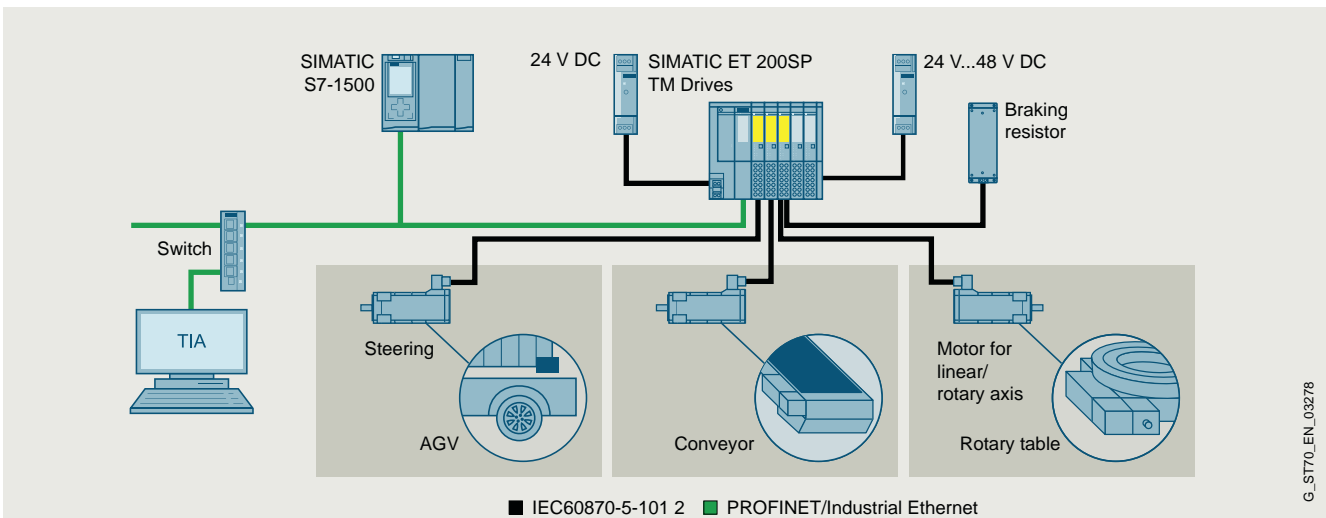 SIMATIC
S7-1500
24 V DC
SIMATIC ET 200SP
TM Drives
24 V...48 V DC
Braking
resistor
Switch
TIA
Steering
AGV
Conveyor
Motor for
linear/
rotary axis
Rotary table
IEC60870-5-101 2
PROFINET/Industrial Ethernet
G_ST70_EN_03278